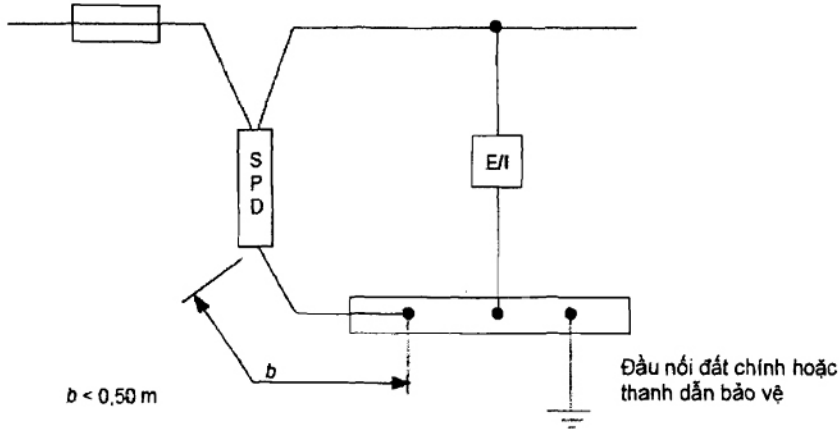 S
P
D
E/I
b
b < 0,50 m
Đầu nối đất chính hoặc
thanh dẫn bảo vệ